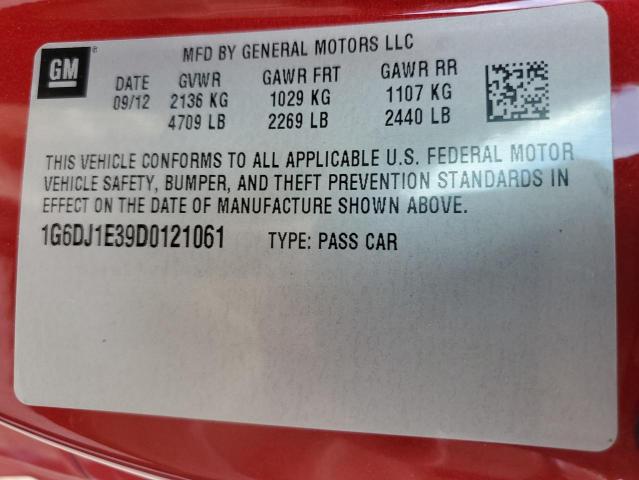 GM
®
MFD BY GENERAL MOTORS LLC
DATE GVWR GAWR FRT GAWR RR
09/12 2136 KG 1029 KG 1107 KG
4709 LB 2269 LB 2440 LB
THIS VEHICLE CONFORMS TO ALL APPLICABLE U.S. FEDERAL MOTOR
VEHICLE SAFETY, BUMPER, AND THEFT PREVENTION STANDARDS IN
EFFECT ON THE DATE OF MANUFACTURE SHOWN ABOVE.
1G6DJ1E39D0121061 TYPE: PASS CAR